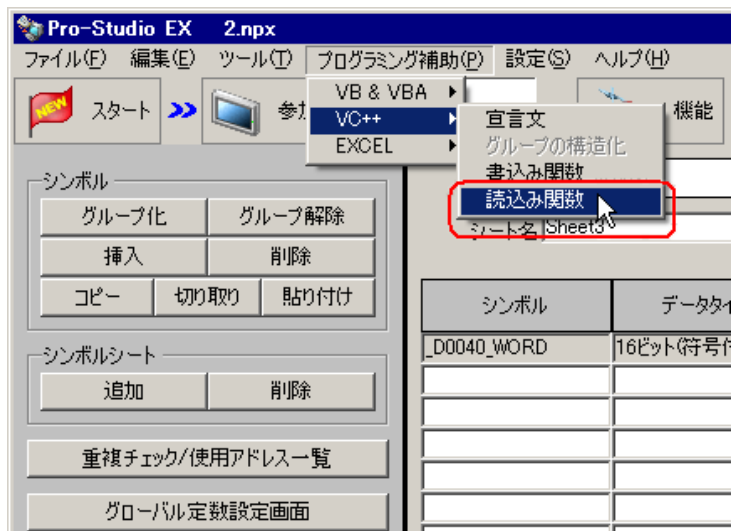 Pro-Studio EX 2.npx
ファイル(F) 編集(E) ツール(T) プログラミング補助(P) 設定(S) ヘルプ(H)
NEW スタート 機能
VB & VBA
VC++
EXCEL
宣言文
グループの構造化
書込み関数
読込み関数
シンボル
グループ化 グループ解除
挿入 削除
コピー 切り取り 貼り付け
シンボルシート
追加 削除
重複チェック/使用アドレス一覧
グローバル定数設定画面
シート名 Sheet3
シンボル データタイ
_D0040_WORD 16ビット(符号付